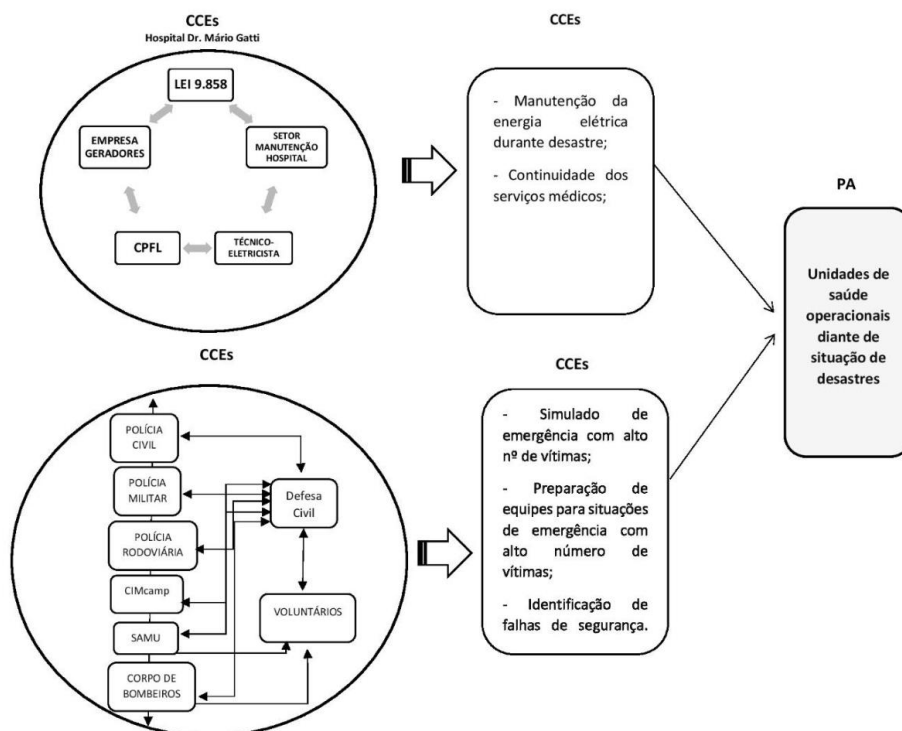 CCEs
Hospital Dr. Mário Gatti
LEI 9.858
EMPRESA
GERADORES
SETOR
MANUTENÇÃO
HOSPITAL
CPFL
TÉCNICO-
ELETRICISTA
CCEs
- Manutenção da
energia elétrica
durante desastre;
- Continuidade dos
serviços médicos;
PA
Unidades de
saúde
operacionais
diante de
situação de
desastres
CCEs
POLÍCIA
CIVIL
POLÍCIA
MILITAR
POLÍCIA
RODOVIÁRIA
CIMcamp
SAMU
CORPO DE
BOMBEIROS
Defesa
Civil
VOLUNTÁRIOS
CCEs
- Simulado de
emergência com alto
nº de vítimas;
- Preparação de
equipes para situações
de emergência com
alto número de
vítimas;
- Identificação de
falhas de segurança.